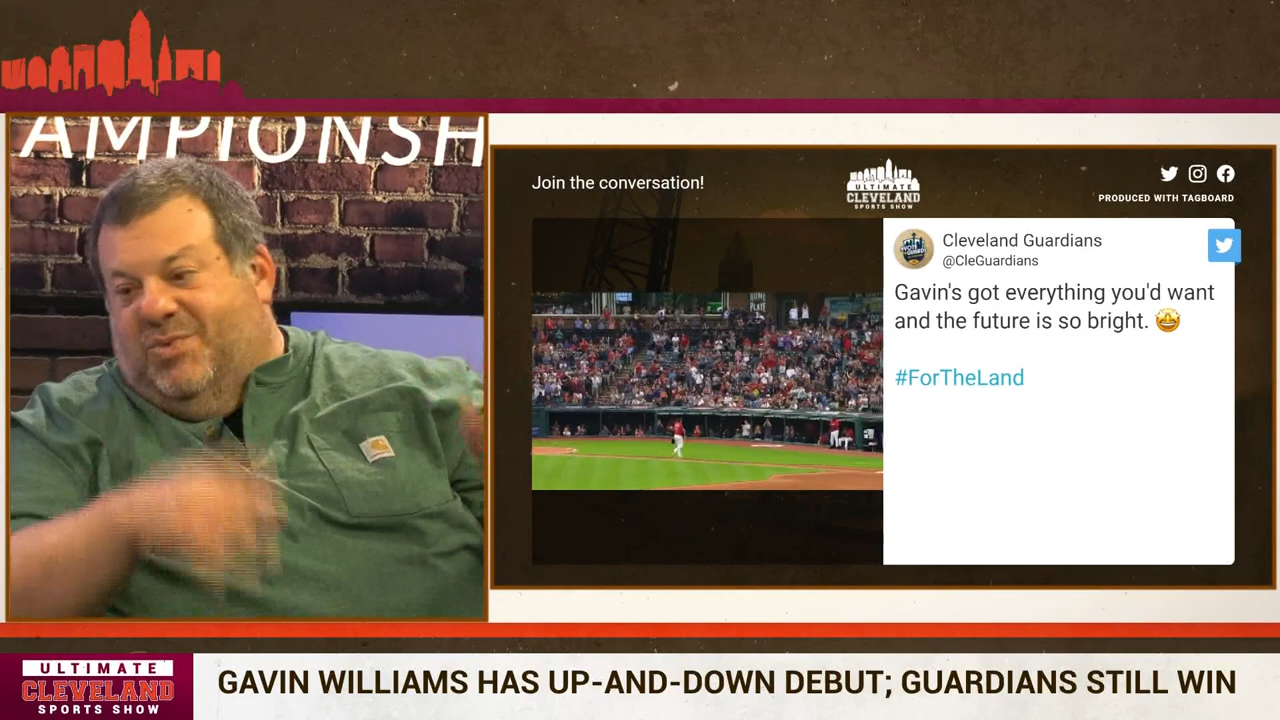 AMPIONSH
Join the conversation!
ULTIMATE
CLEVELAND
SPORTS SHOW
PRODUCED WITH TAGBOARD
Cleveland Guardians
@CleGuardians
Gavin's got everything you'd want
and the future is so bright. 🤩
#ForTheLand
HOME
PLATE
ULTIMATE
CLEVELAND
SPORTS SHOW
GAVIN WILLIAMS HAS UP-AND-DOWN DEBUT; GUARDIANS STILL WIN